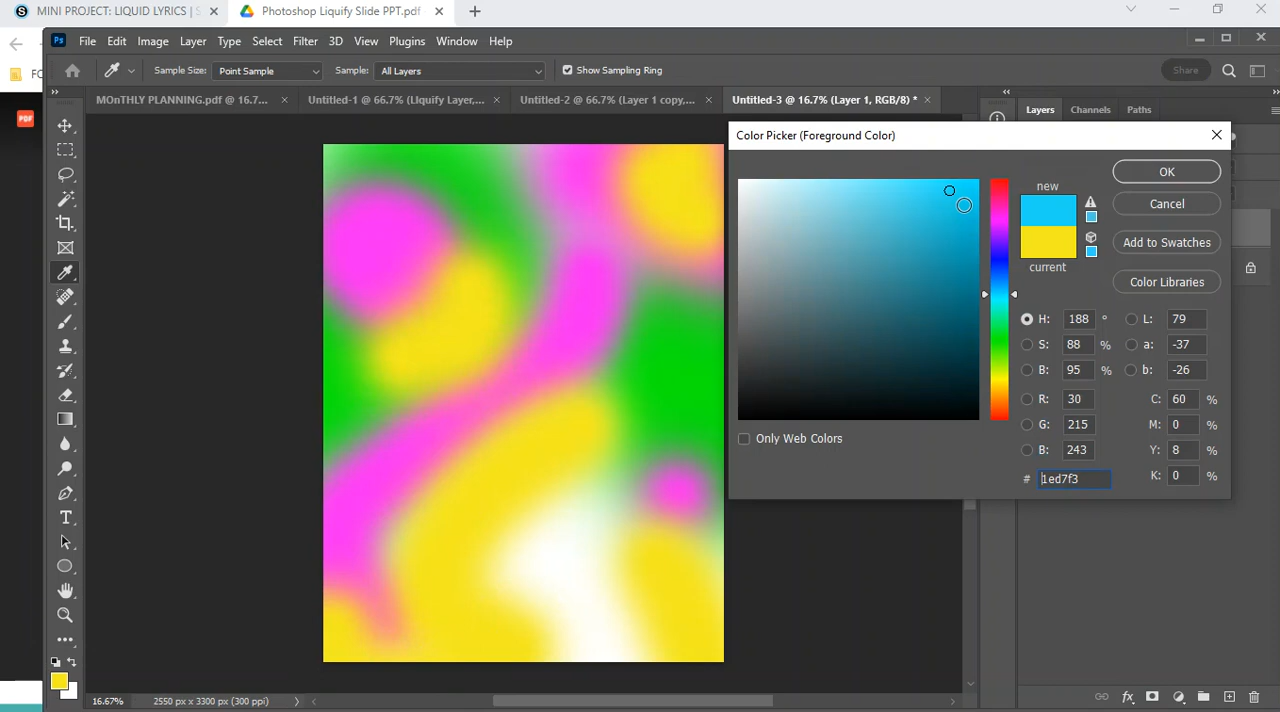 MINI PROJECT: LIQUID LYRICS | S
Photoshop Liquify Slide PPT.pdf
FO
PDF
Ps
File Edit Image Layer Type Select Filter 3D View Plugins Window Help
Sample Size: Point Sample Sample: All Layers Show Sampling Ring Share
MOnTHLY PLANNING.pdf @ 16.7... Untitled-1 @ 66.7% (LIquify Layer,... Untitled-2 @ 66.7% (Layer 1 copy,... Untitled-3 @ 16.7% (Layer 1, RGB/8) *
Layers Channels Paths
Color Picker (Foreground Color)
new
current
OK
Cancel
Add to Swatches
Color Libraries
H: 188 ° L: 79
S: 88 % a: -37
B: 95 % b: -26
R: 30 C: 60 %
G: 215 M: 0 %
B: 243 Y: 8 %
# 1ed7f3 K: 0 %
Only Web Colors
16.67% 2550 px x 3300 px (300 ppi)
fx